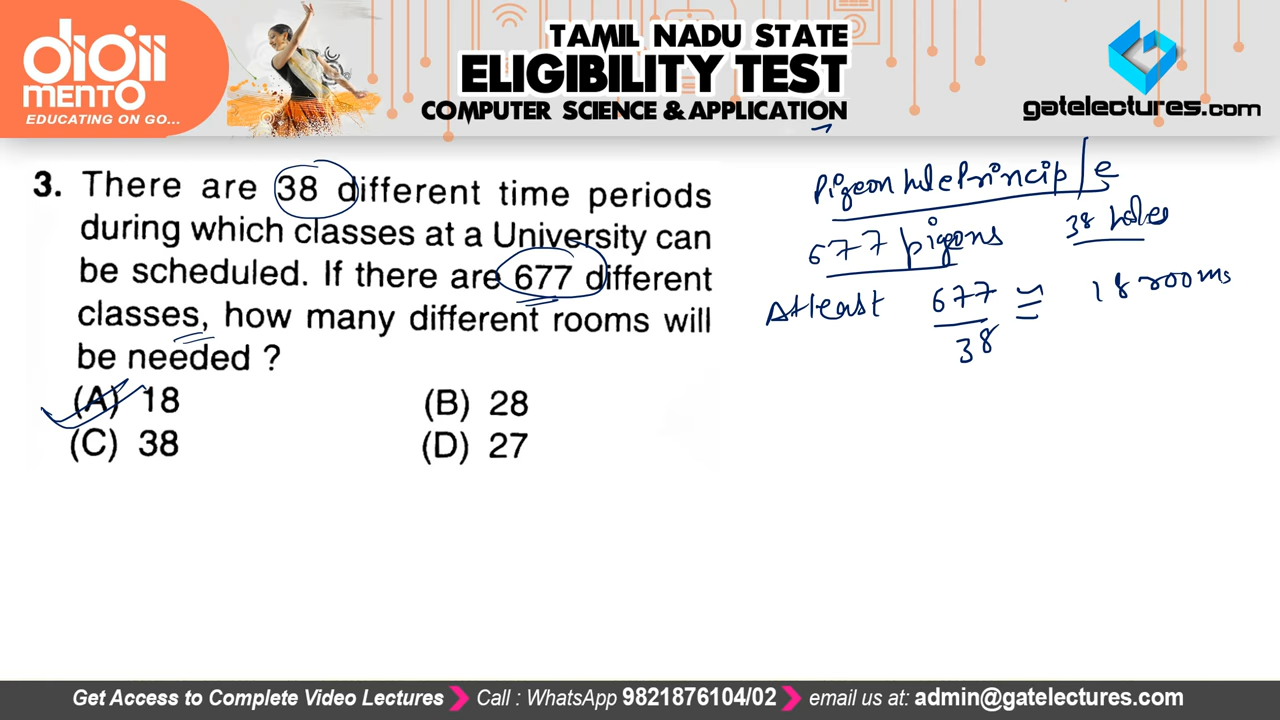 DIGII
MENTO
EDUCATING ON GO...
TAMIL NADU STATE
ELIGIBILITY TEST
COMPUTER SCIENCE & APPLICATION
gatelectures.com
3. There are 38 different time periods
during which classes at a University can
be scheduled. If there are 677 different
classes, how many different rooms will
be needed ?
(A) 18 (B) 28
(C) 38 (D) 27
Pigeon hole Principle
677 pigons 38 holes
Atleast 677/38 ≅ 18 rooms
Get Access to Complete Video Lectures Call : WhatsApp 9821876104/02 email us at: admin@gatelectures.com